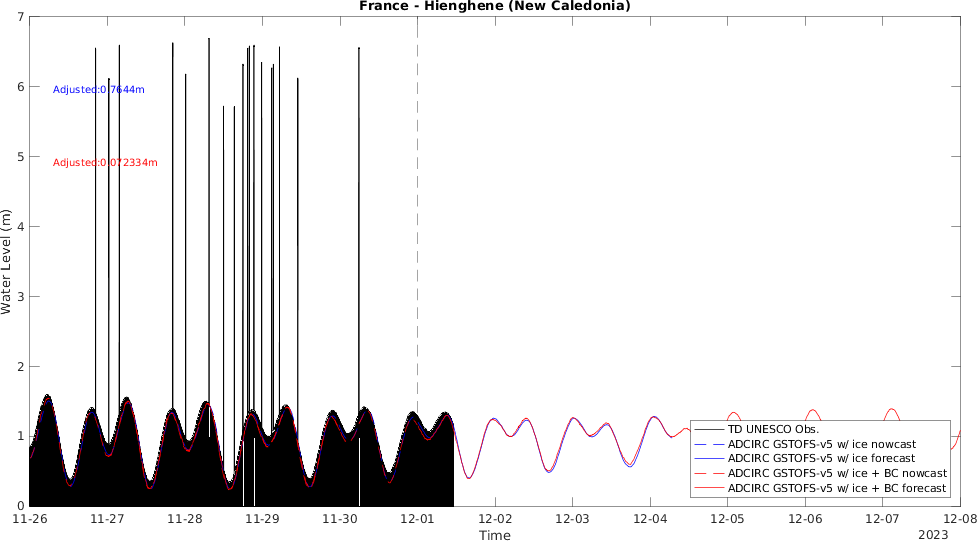 France - Hienghene (New Caledonia)
7
6
5
4
3
2
1
0
Water Level (m)
Adjusted:0.7644m
Adjusted:0.072334m
TD UNESCO Obs.
ADCIRC GSTOFS-v5 w/ ice nowcast
ADCIRC GSTOFS-v5 w/ ice forecast
ADCIRC GSTOFS-v5 w/ ice + BC nowcast
ADCIRC GSTOFS-v5 w/ ice + BC forecast
11-26 11-27 11-28 11-29 11-30 12-01 12-02 12-03 12-04 12-05 12-06 12-07 12-08
Time
2023